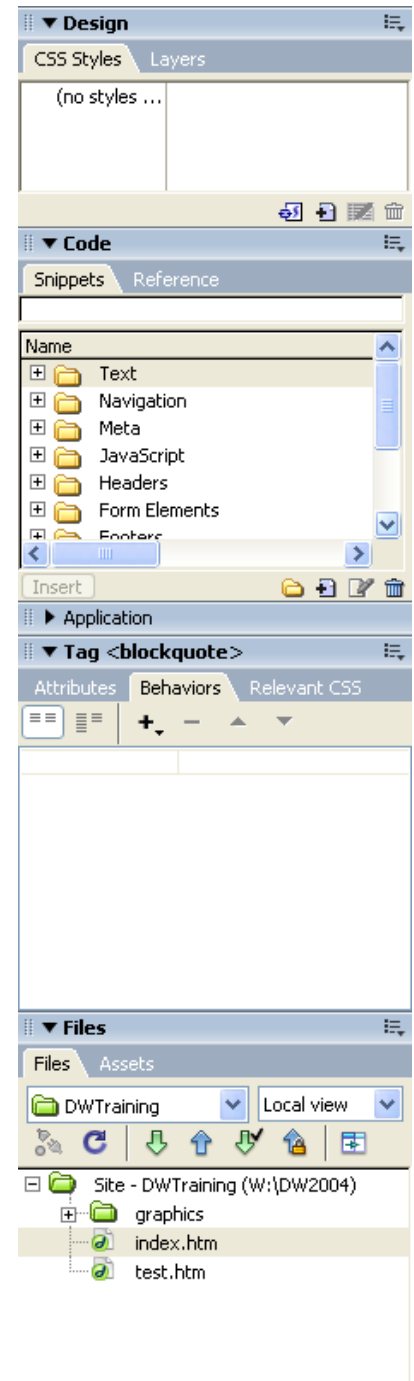 Design
CSS Styles Layers
(no styles ...
Code
Snippets Reference
Name
Text
Navigation
Meta
JavaScript
Headers
Form Elements
Footers
Insert
Application
Tag <blockquote>
Attributes Behaviors Relevant CSS
Files
Files Assets
DWTraining Local view
Site - DWTraining (W:\DW2004)
graphics
index.htm
test.htm